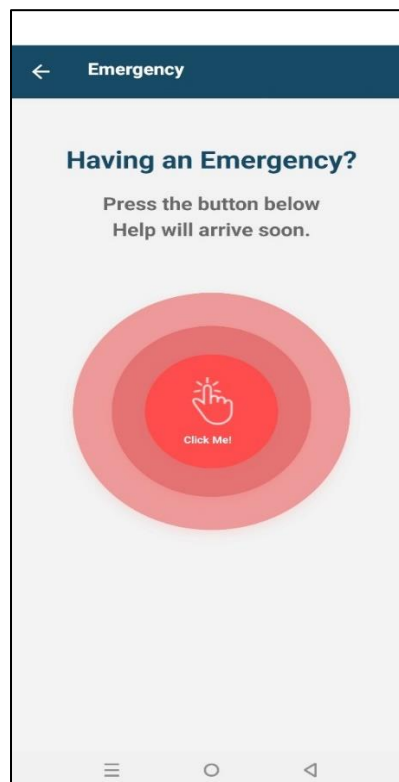 Emergency
Having an Emergency?
Press the button below
Help will arrive soon.
Click Me!